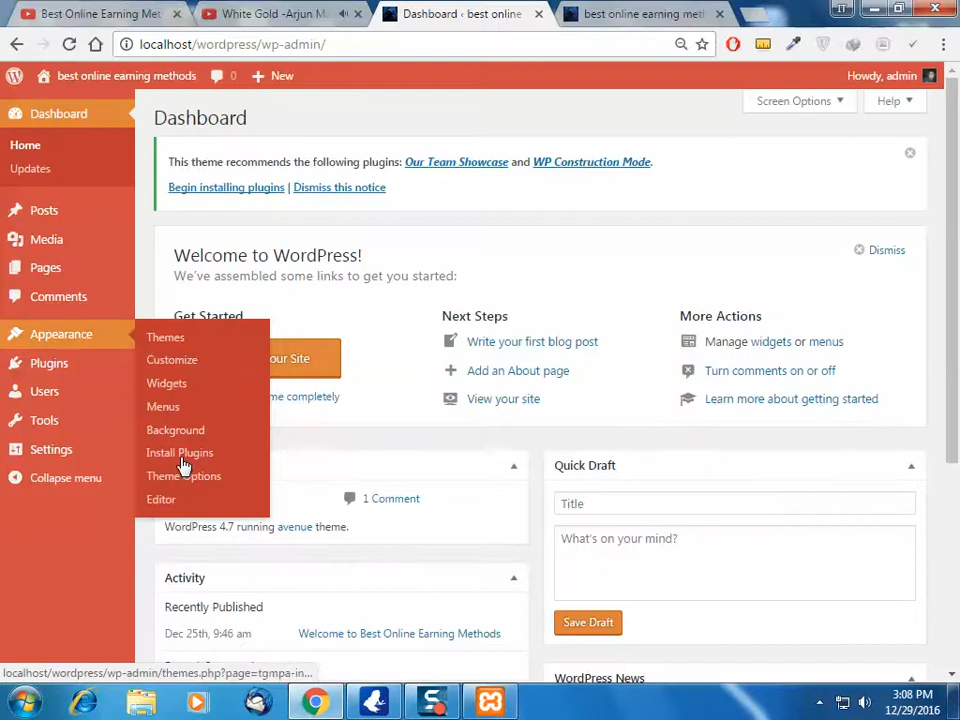 Best Online Earning Met
White Gold -Arjun M
Dashboard ‹ best online
best online earning meth
localhost/wordpress/wp-admin/
best online earning methods
0
New
Howdy, admin
Dashboard
Home
Updates
Posts
Media
Pages
Comments
Appearance
Plugins
Users
Tools
Settings
Collapse menu
Themes
Customize
Widgets
Menus
Background
Install Plugins
Theme Options
Editor
Dashboard
Screen Options
Help
This theme recommends the following plugins: Our Team Showcase and WP Construction Mode.
Begin installing plugins | Dismiss this notice
Welcome to WordPress!
Dismiss
We've assembled some links to get you started:
Get Started
our Site
me completely
Next Steps
Write your first blog post
Add an About page
View your site
More Actions
Manage widgets or menus
Turn comments on or off
Learn more about getting started
1 Comment
WordPress 4.7 running avenue theme.
Activity
Recently Published
Dec 25th, 9:46 am
Welcome to Best Online Earning Methods
Quick Draft
Title
What's on your mind?
Save Draft
WordPress News
localhost/wordpress/wp-admin/themes.php?page=tgmpa-in...
3:08 PM
12/29/2016